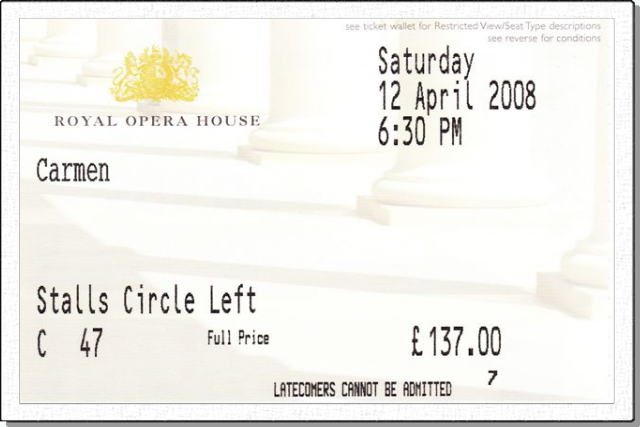 see ticket wallet for Restricted View/Seat Type descriptions
see reverse for conditions
Saturday
12 April 2008
6:30 PM
ROYAL OPERA HOUSE
Carmen
Stalls Circle Left
C 47 Full Price £137.00
LATECOMERS CANNOT BE ADMITTED 7